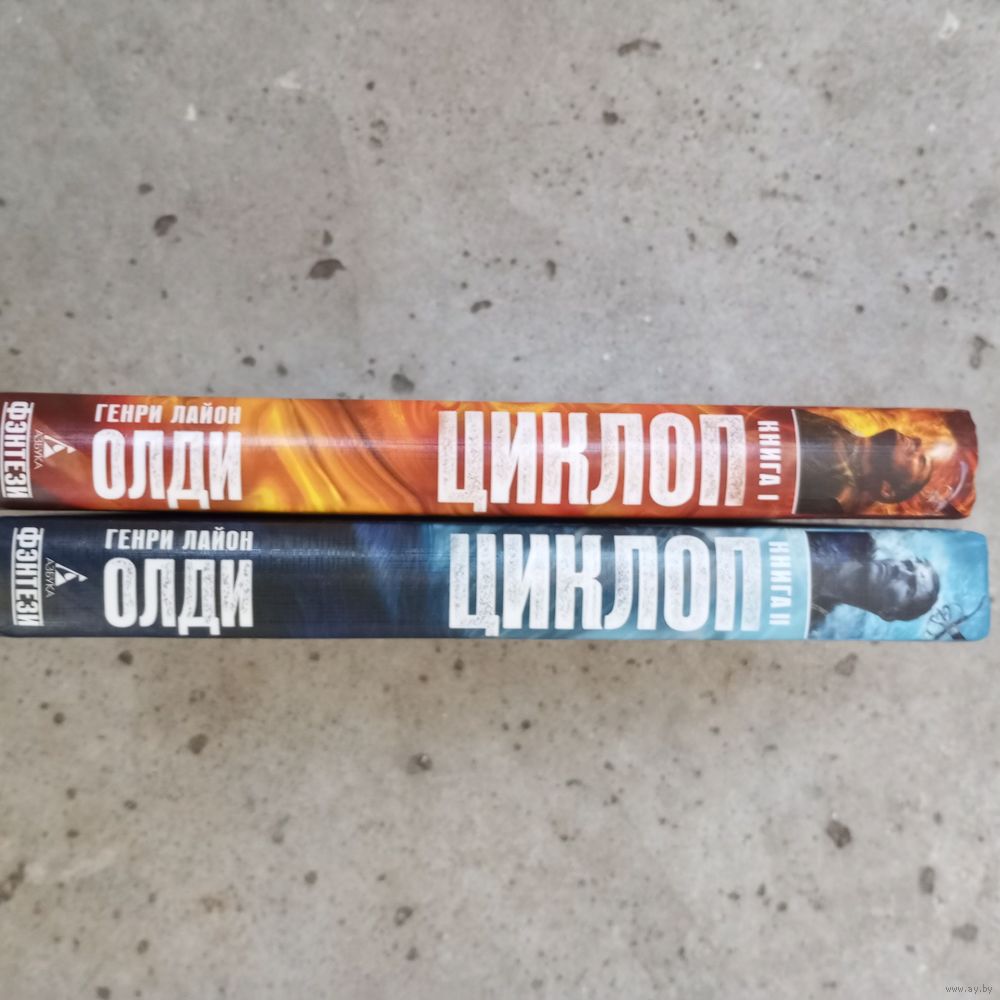 ФЭНТЕЗИ
АЗБУКА
ГЕНРИ ЛАЙОН
ОЛДИ
ЦИКЛОП
КНИГА I
ФЭНТЕЗИ
АЗБУКА
ГЕНРИ ЛАЙОН
ОЛДИ
ЦИКЛОП
КНИГА II
www.ay.by